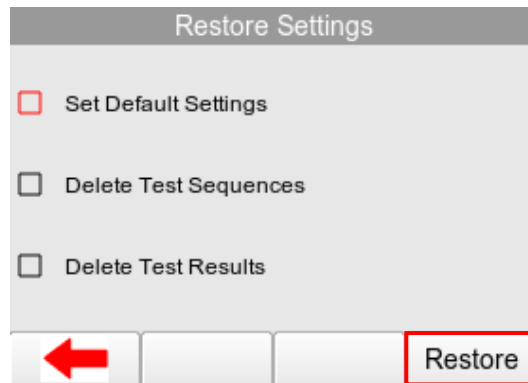 Restore Settings
Set Default Settings
Delete Test Sequences
Delete Test Results
Restore